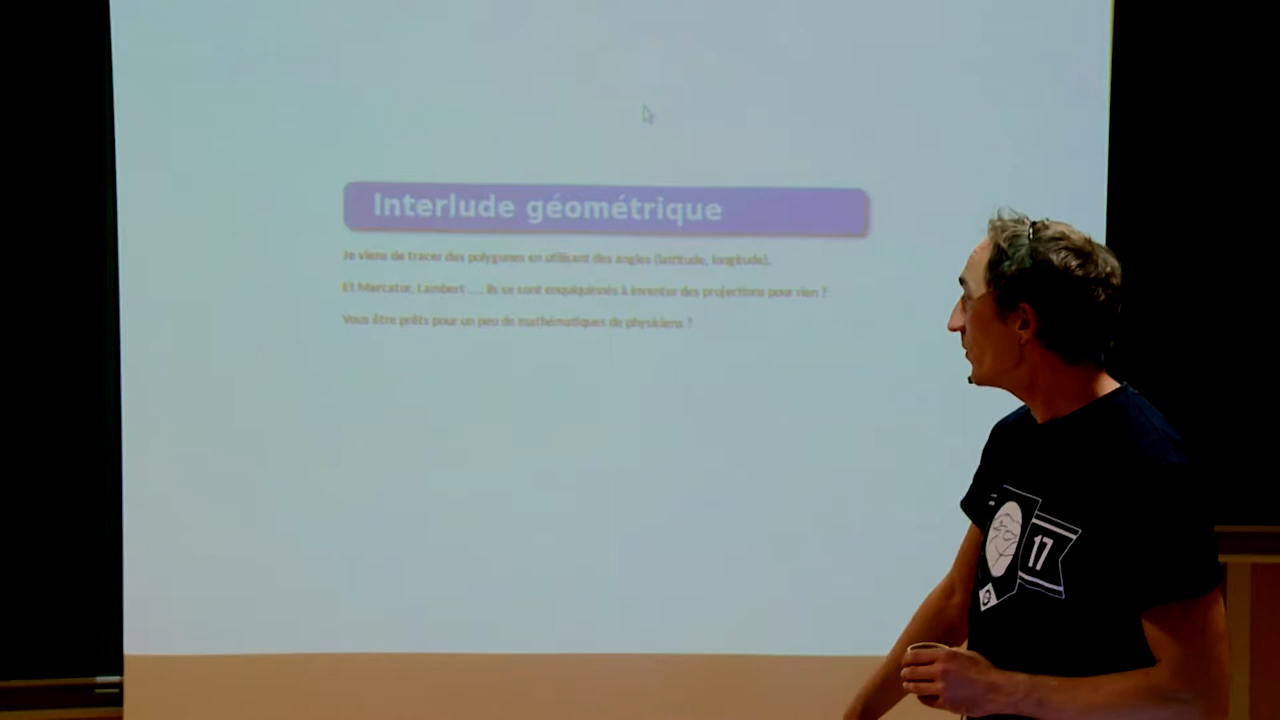 Interlude géométrique
Je viens de tracer des polygones en utilisant des angles (latitude, longitude).
Et Mercator, Lambert .... ils se sont enquiquinnés à inventer des projections pour rien ?
Vous être prêts pour un peu de mathématiques de physiciens ?
17